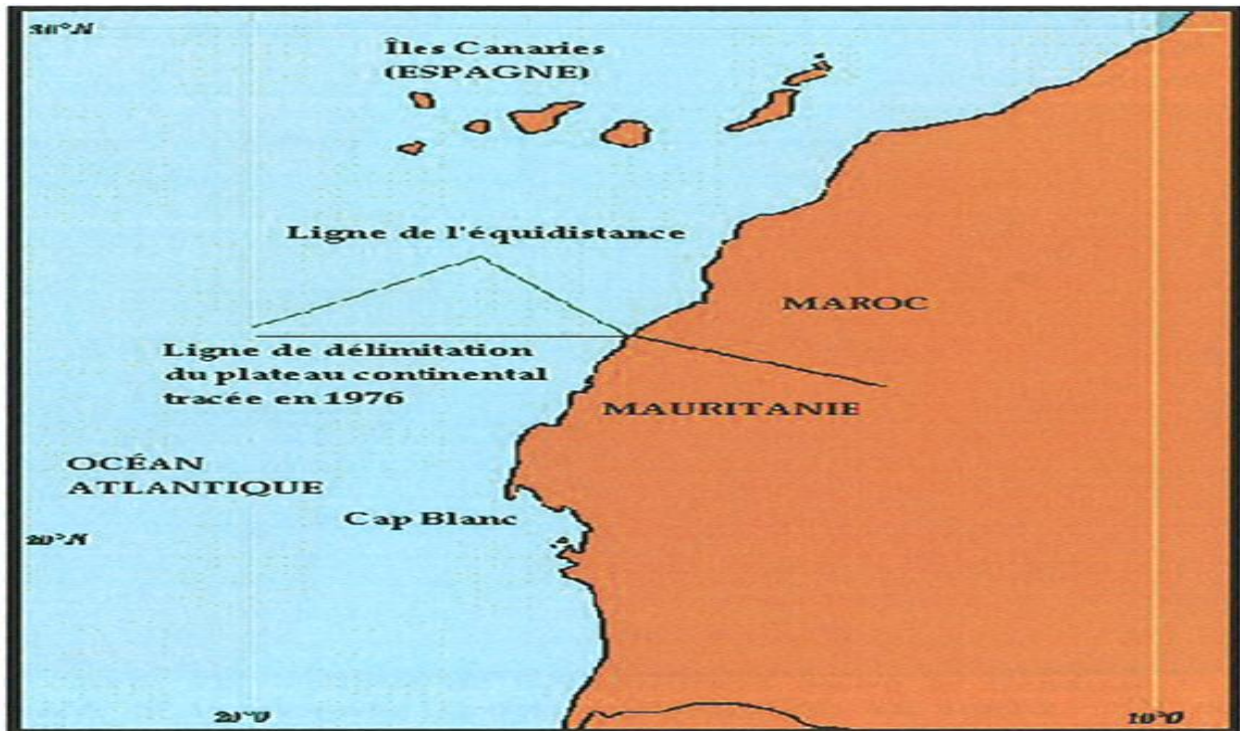 30°N
Îles Canaries
(ESPAGNE)
Ligne de l'équidistance
MAROC
Ligne de délimitation
du plateau continental
tracée en 1976
MAURITANIE
OCÉAN
ATLANTIQUE
Cap Blanc
20°N
20°O
10°O